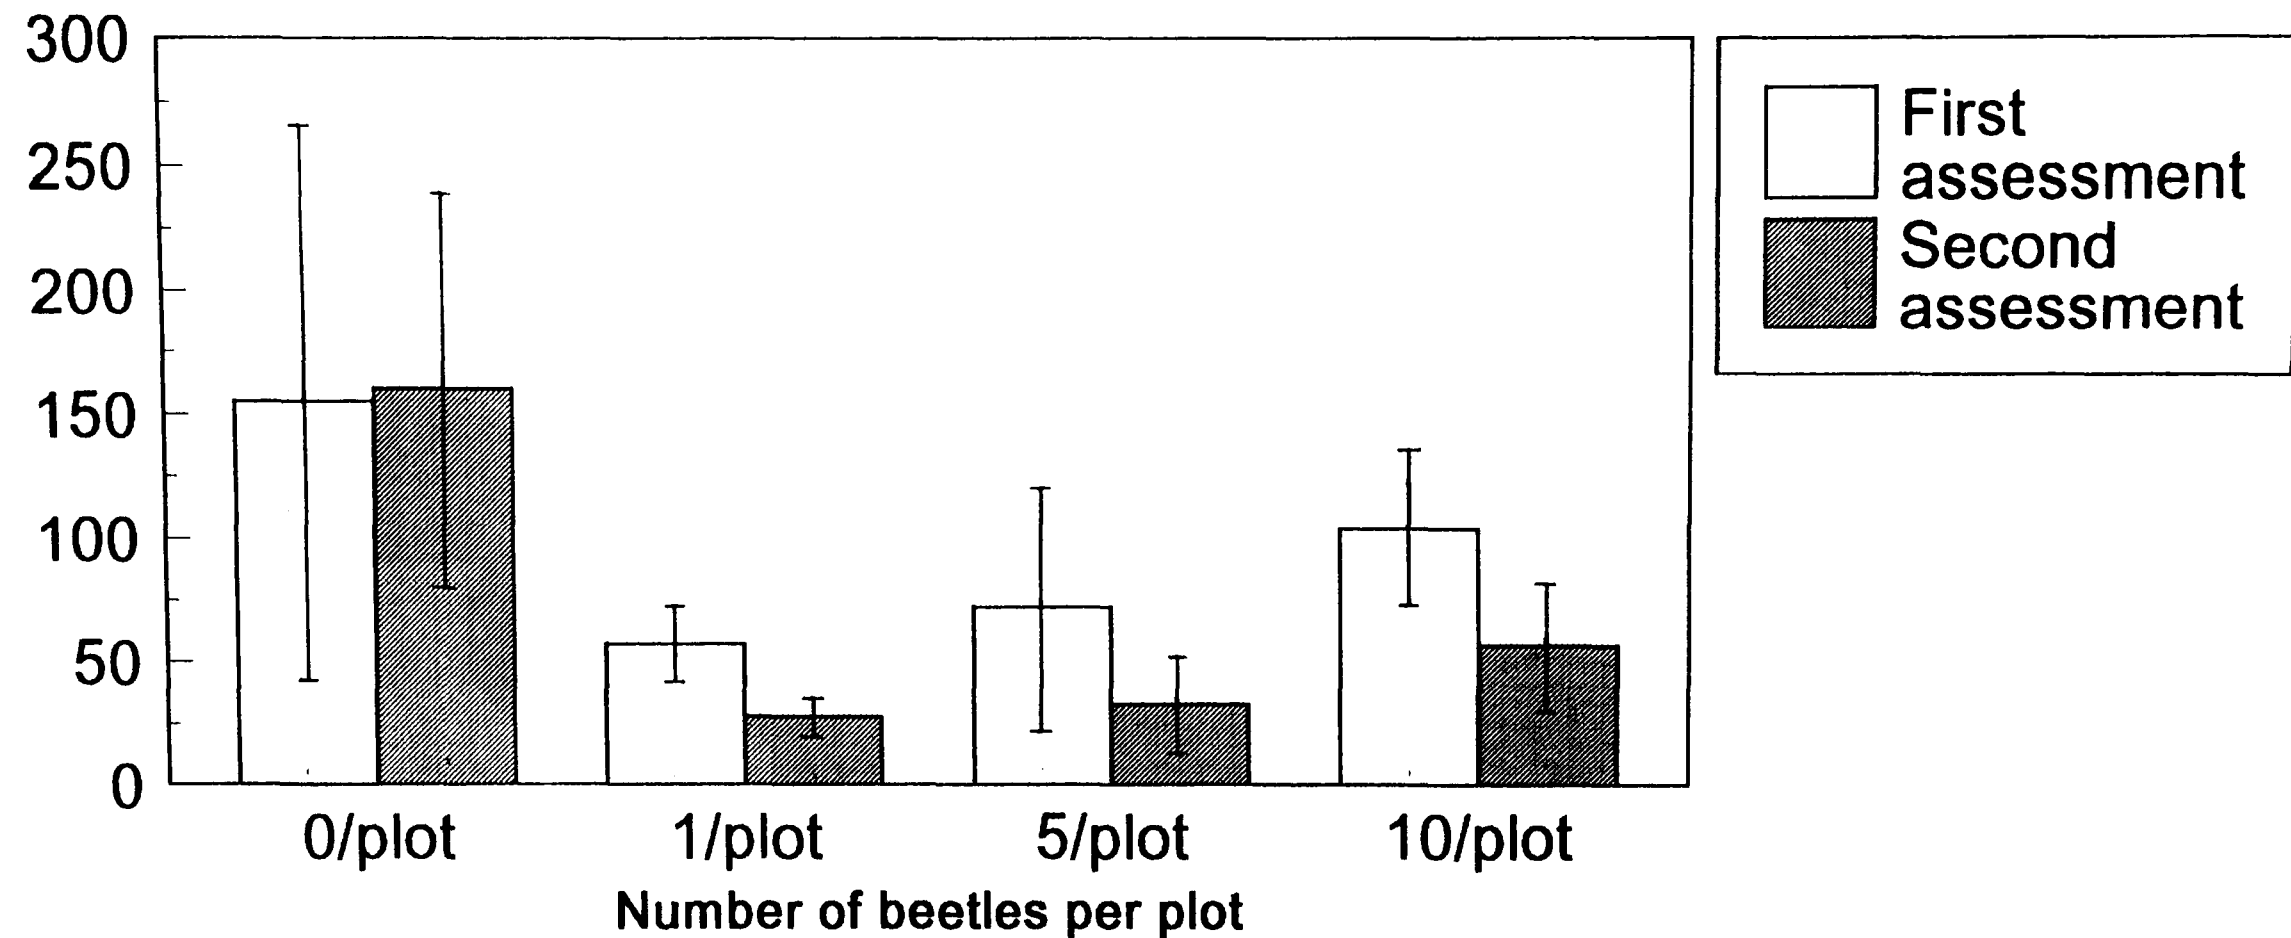 300
250
200
150
100
50
0
0/plot 1/plot 5/plot 10/plot
Number of beetles per plot
First
assessment
Second
assessment